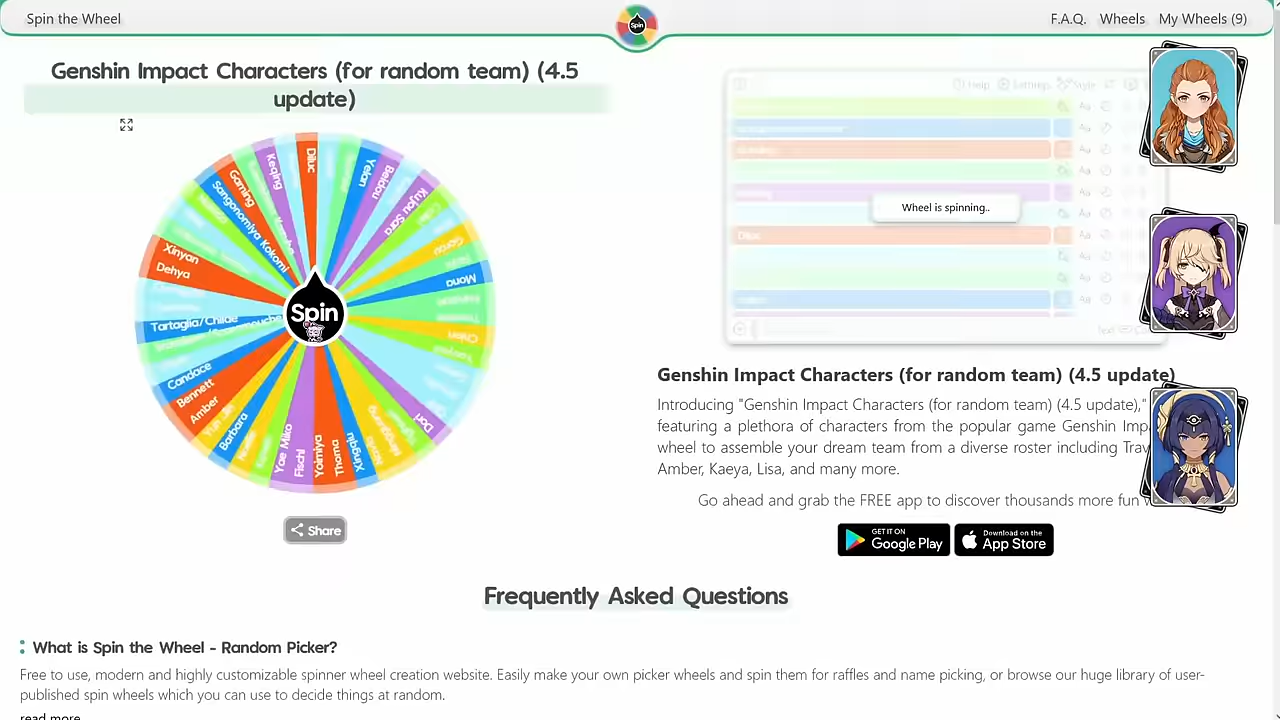 Spin the Wheel
Spin
F.A.Q.
Wheels
My Wheels (9)
Genshin Impact Characters (for random team) (4.5
update)
Help
Settings
Style
Wheel is spinning..
Diluc
Yelan
Beidou
Kujou Sara
Gorou
Mona
Chiori
Dori
Xingqiu
Thoma
Yoimiya
Fischl
Yae Miko
Barbara
Amber
Bennett
Candace
Tartaglia/Childe
Dehya
Xinyan
Sangonomiya Kokomi
Gaming
Keqing
Spin
Share
Diluc
Genshin Impact Characters (for random team) (4.5 update)
Introducing "Genshin Impact Characters (for random team) (4.5 update),"
featuring a plethora of characters from the popular game Genshin Imp
wheel to assemble your dream team from a diverse roster including Trav
Amber, Kaeya, Lisa, and many more.
Go ahead and grab the FREE app to discover thousands more fun
GET IT ON
Google Play
Download on the
App Store
Frequently Asked Questions
What is Spin the Wheel - Random Picker?
Free to use, modern and highly customizable spinner wheel creation website. Easily make your own picker wheels and spin them for raffles and name picking, or browse our huge library of user-
published spin wheels which you can use to decide things at random.
read more